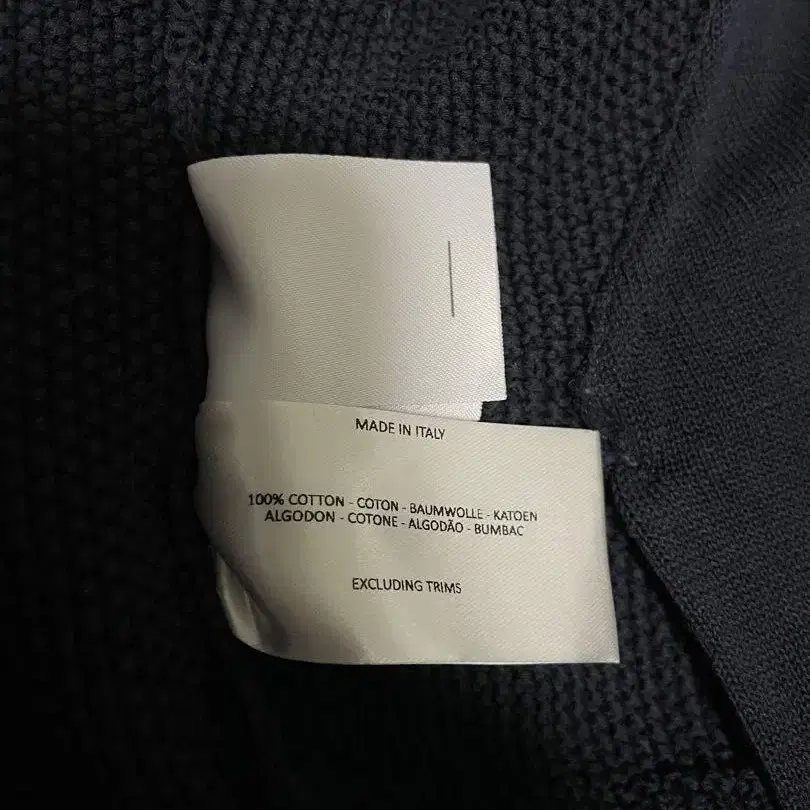 MADE IN ITALY
100% COTTON - COTON - BAUMWOLLE - KATOEN
ALGODON - COTONE - ALGODÃO - BUMBAC
EXCLUDING TRIMS